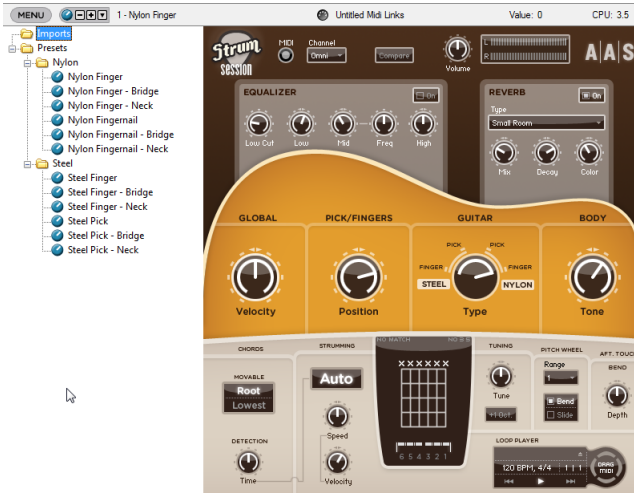 MENU 1 - Nylon Finger Untitled Midi Links Value: 0 CPU: 3.5
Imports
Presets
Nylon
Nylon Finger
Nylon Finger - Bridge
Nylon Finger - Neck
Nylon Fingernail
Nylon Fingernail - Bridge
Nylon Fingernail - Neck
Steel
Steel Finger
Steel Finger - Bridge
Steel Finger - Neck
Steel Pick
Steel Pick - Bridge
Steel Pick - Neck
Strum
SESSION
MIDI
Channel
Omni
Compare
Volume
L
R
A|A|S
EQUALIZER
On
Low Cut Low Mid Freq High
REVERB
On
Type
Small Room
Mix Decay Color
GLOBAL
Velocity
PICK/FINGERS
Position
GUITAR
PICK PICK
FINGER FINGER
STEEL NYLON
Type
BODY
Tone
CHORDS
MOVABLE
Root
Lowest
DETECTION
Time
STRUMMING
Auto
Speed
Velocity
NO MATCH
XXXXXX
6 5 4 3 2 1
TUNING
Tune
+1 Oct.
PITCH WHEEL
Range
1
Bend
Slide
AFT. TOUC
BEND
Depth
LOOP PLAYER
120 BPM, 4/4 1 | 1
DRAG
MIDI